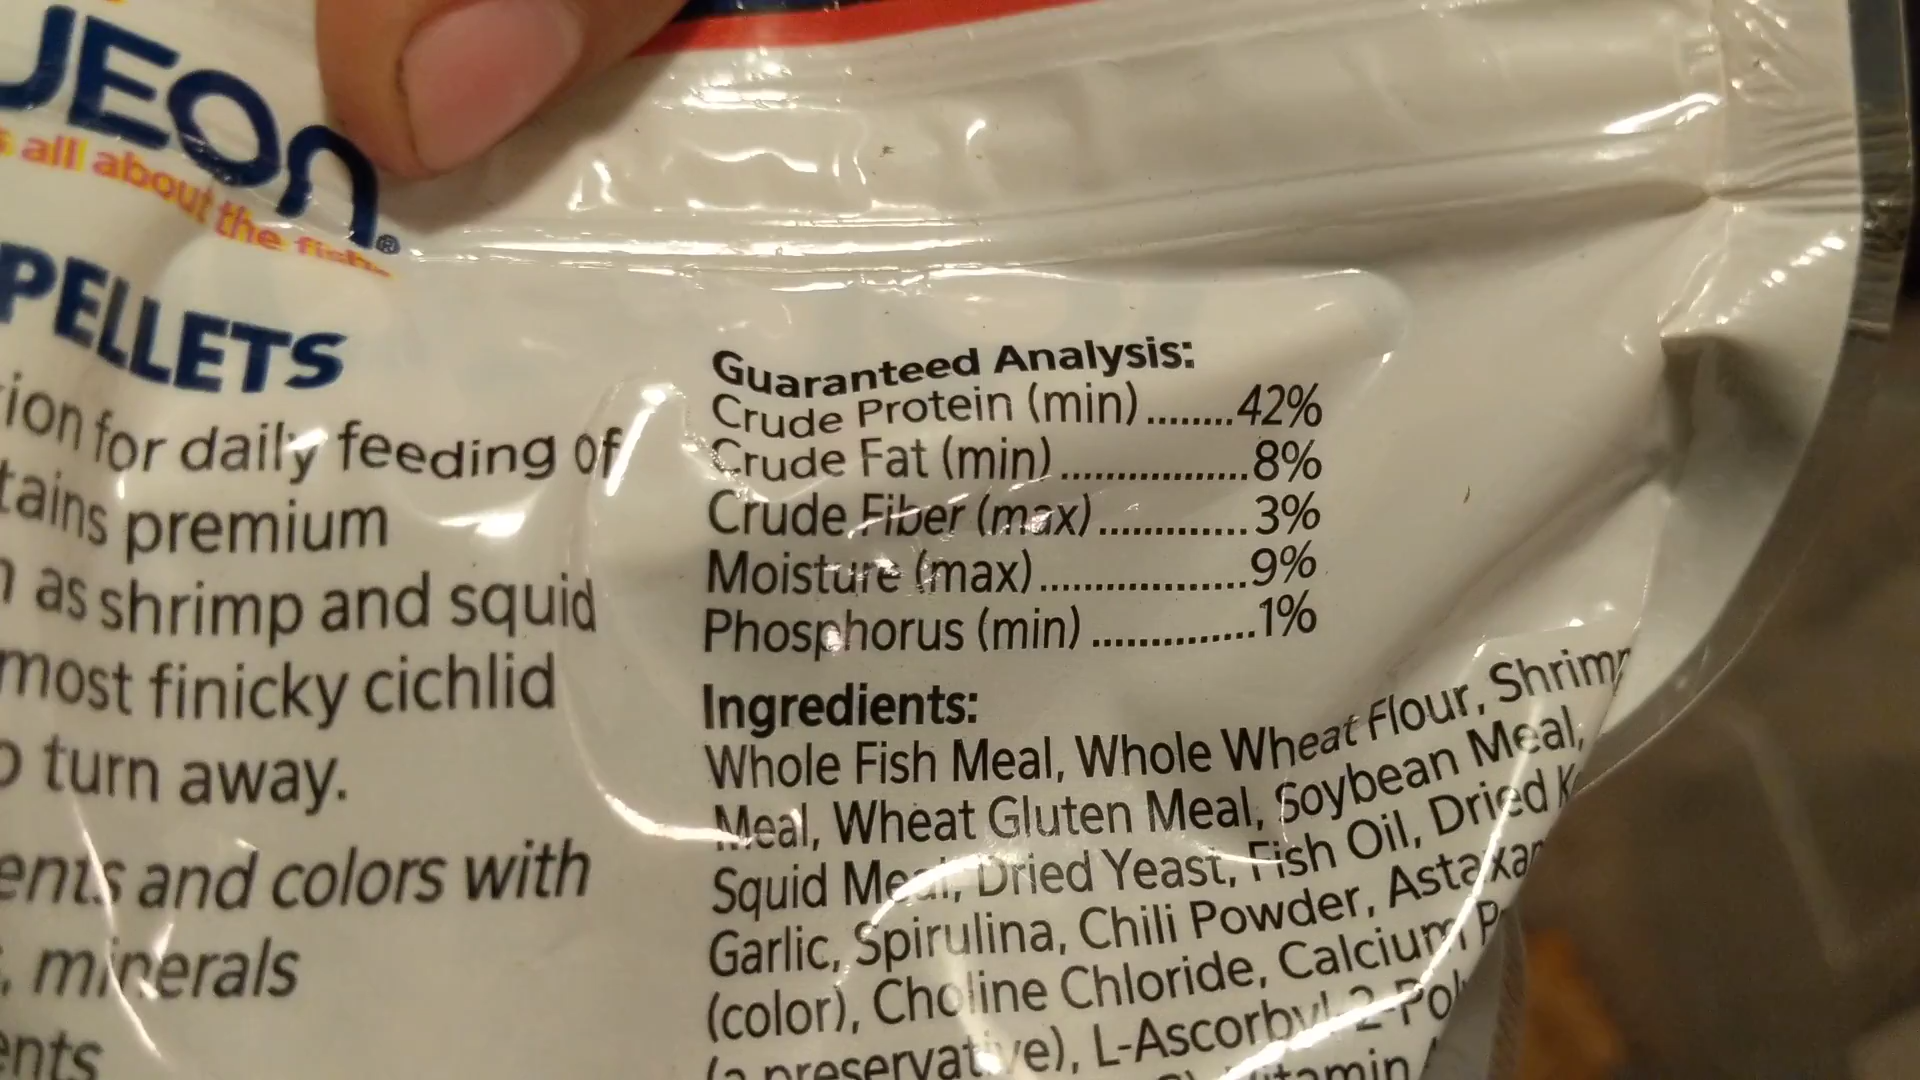 UEON®
all about the fish.
PELLETS
ion for daily feeding of
tains premium
as shrimp and squid
most finicky cichlid
turn away.
ents and colors with
minerals
ents
Guaranteed Analysis:
Crude Protein (min)........42%
Crude Fat (min).................8%
Crude Fiber (max).............3%
Moisture (max)...................9%
Phosphorus (min)..............1%
Ingredients:
Whole Fish Meal, Whole Wheat Flour, Shrimp
Meal, Wheat Gluten Meal, Soybean Meal,
Squid Meal, Dried Yeast, Fish Oil, Dried K
Garlic, Spirulina, Chili Powder, Astaxan
(color), Choline Chloride, Calcium P
(a preservative), L-Ascorbyl-2-Pol
Vitamin